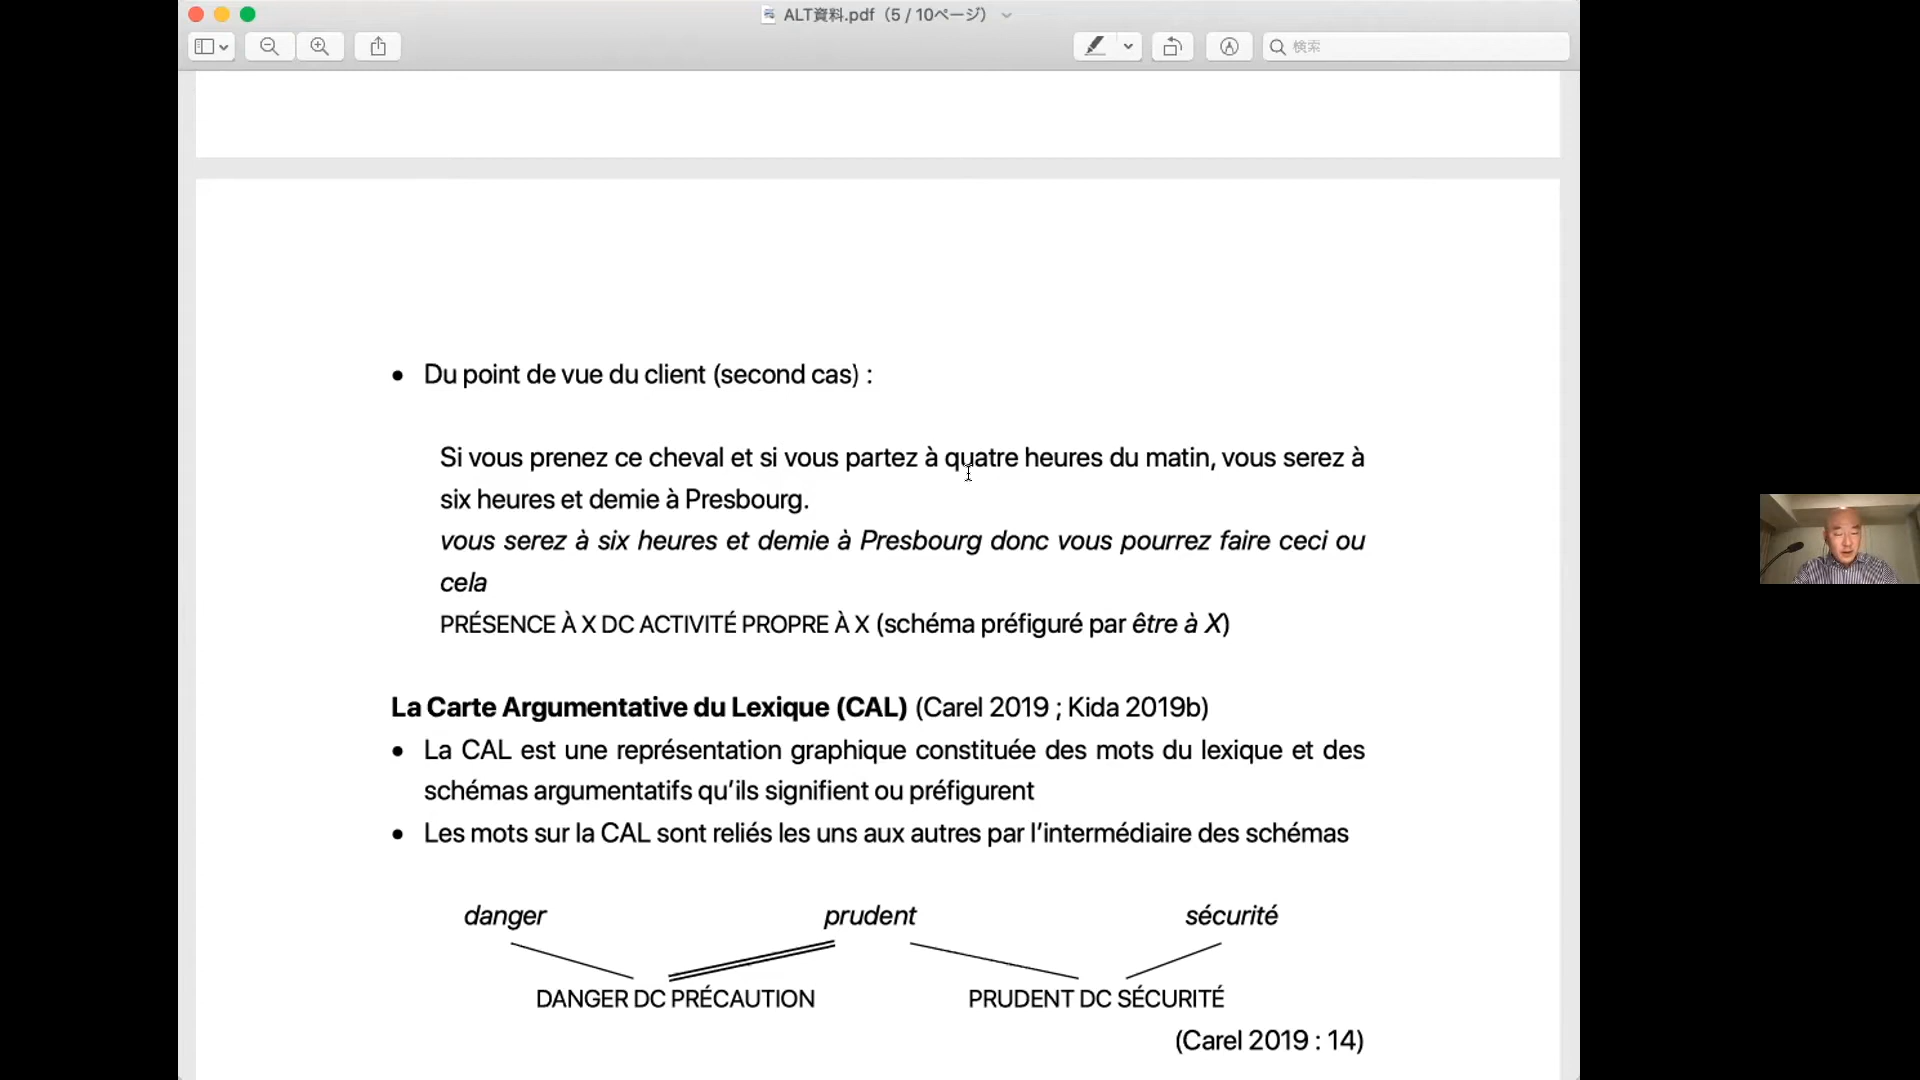 ALT資料.pdf（5 / 10ページ）
検索
• Du point de vue du client (second cas) :
Si vous prenez ce cheval et si vous partez à quatre heures du matin, vous serez à
six heures et demie à Presbourg.
vous serez à six heures et demie à Presbourg donc vous pourrez faire ceci ou
cela
PRÉSENCE À X DC ACTIVITÉ PROPRE À X (schéma préfiguré par être à X)
La Carte Argumentative du Lexique (CAL) (Carel 2019 ; Kida 2019b)
• La CAL est une représentation graphique constituée des mots du lexique et des
schémas argumentatifs qu’ils signifient ou préfigurent
• Les mots sur la CAL sont reliés les uns aux autres par l’intermédiaire des schémas
danger prudent sécurité
DANGER DC PRÉCAUTION PRUDENT DC SÉCURITÉ
(Carel 2019 : 14)